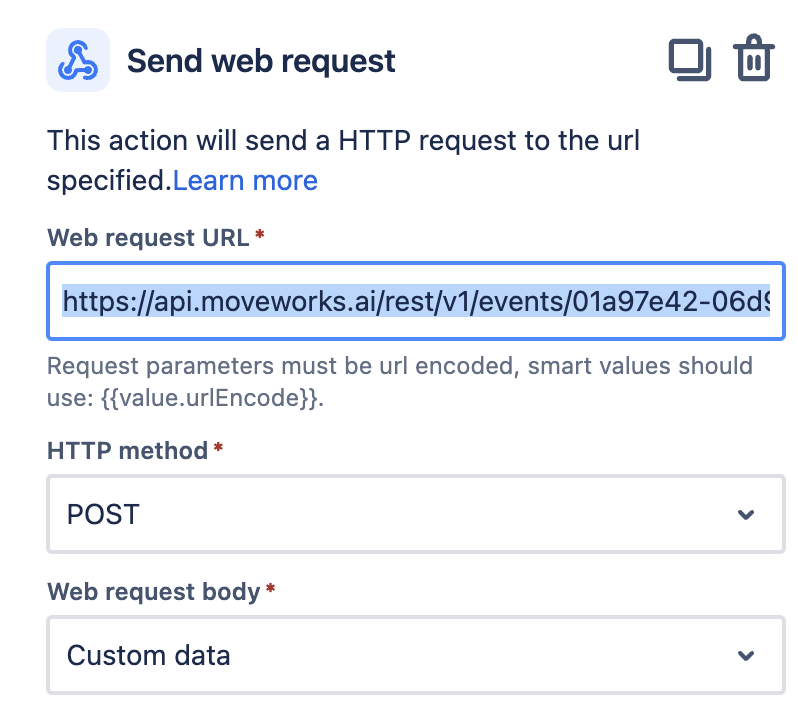 Send web request
This action will send a HTTP request to the url
specified.Learn more
Web request URL *
https://api.moveworks.ai/rest/v1/events/01a97e42-06d9
Request parameters must be url encoded, smart values should
use: {{value.urlEncode}}.
HTTP method *
POST
Web request body *
Custom data